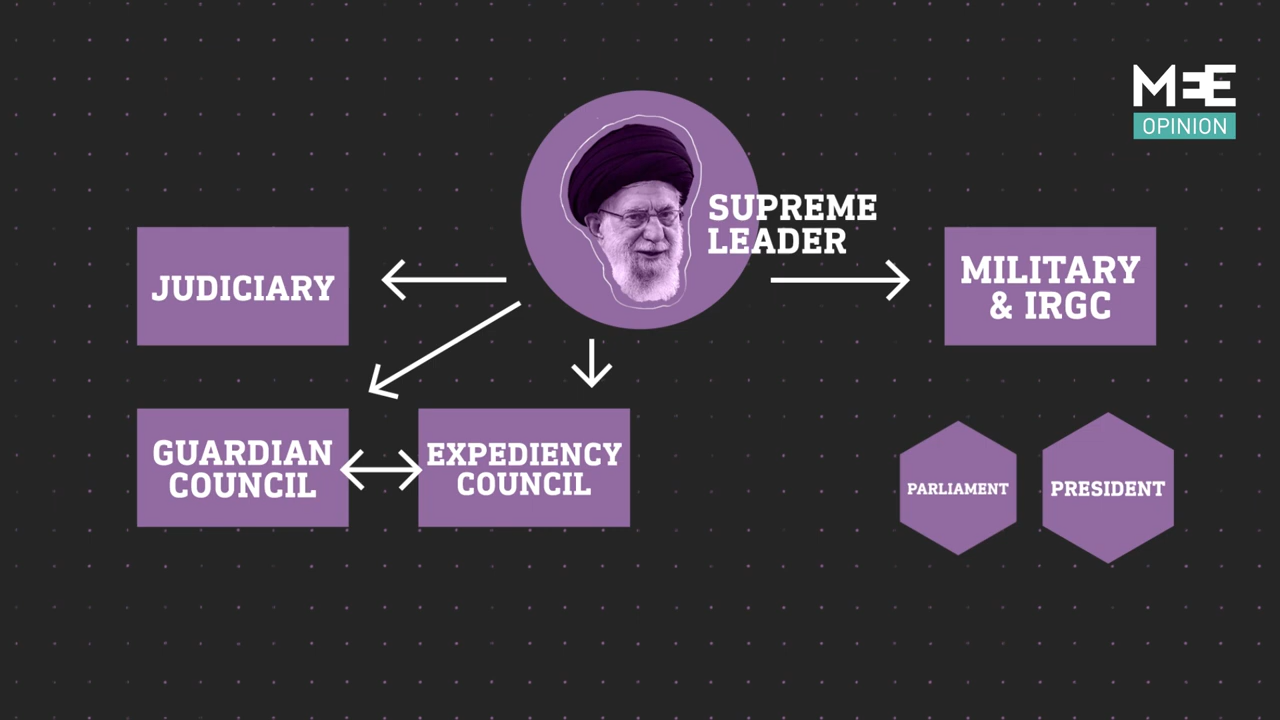 MEE
OPINION
SUPREME
LEADER
JUDICIARY
MILITARY
& IRGC
GUARDIAN
COUNCIL
EXPEDIENCY
COUNCIL
PARLIAMENT
PRESIDENT